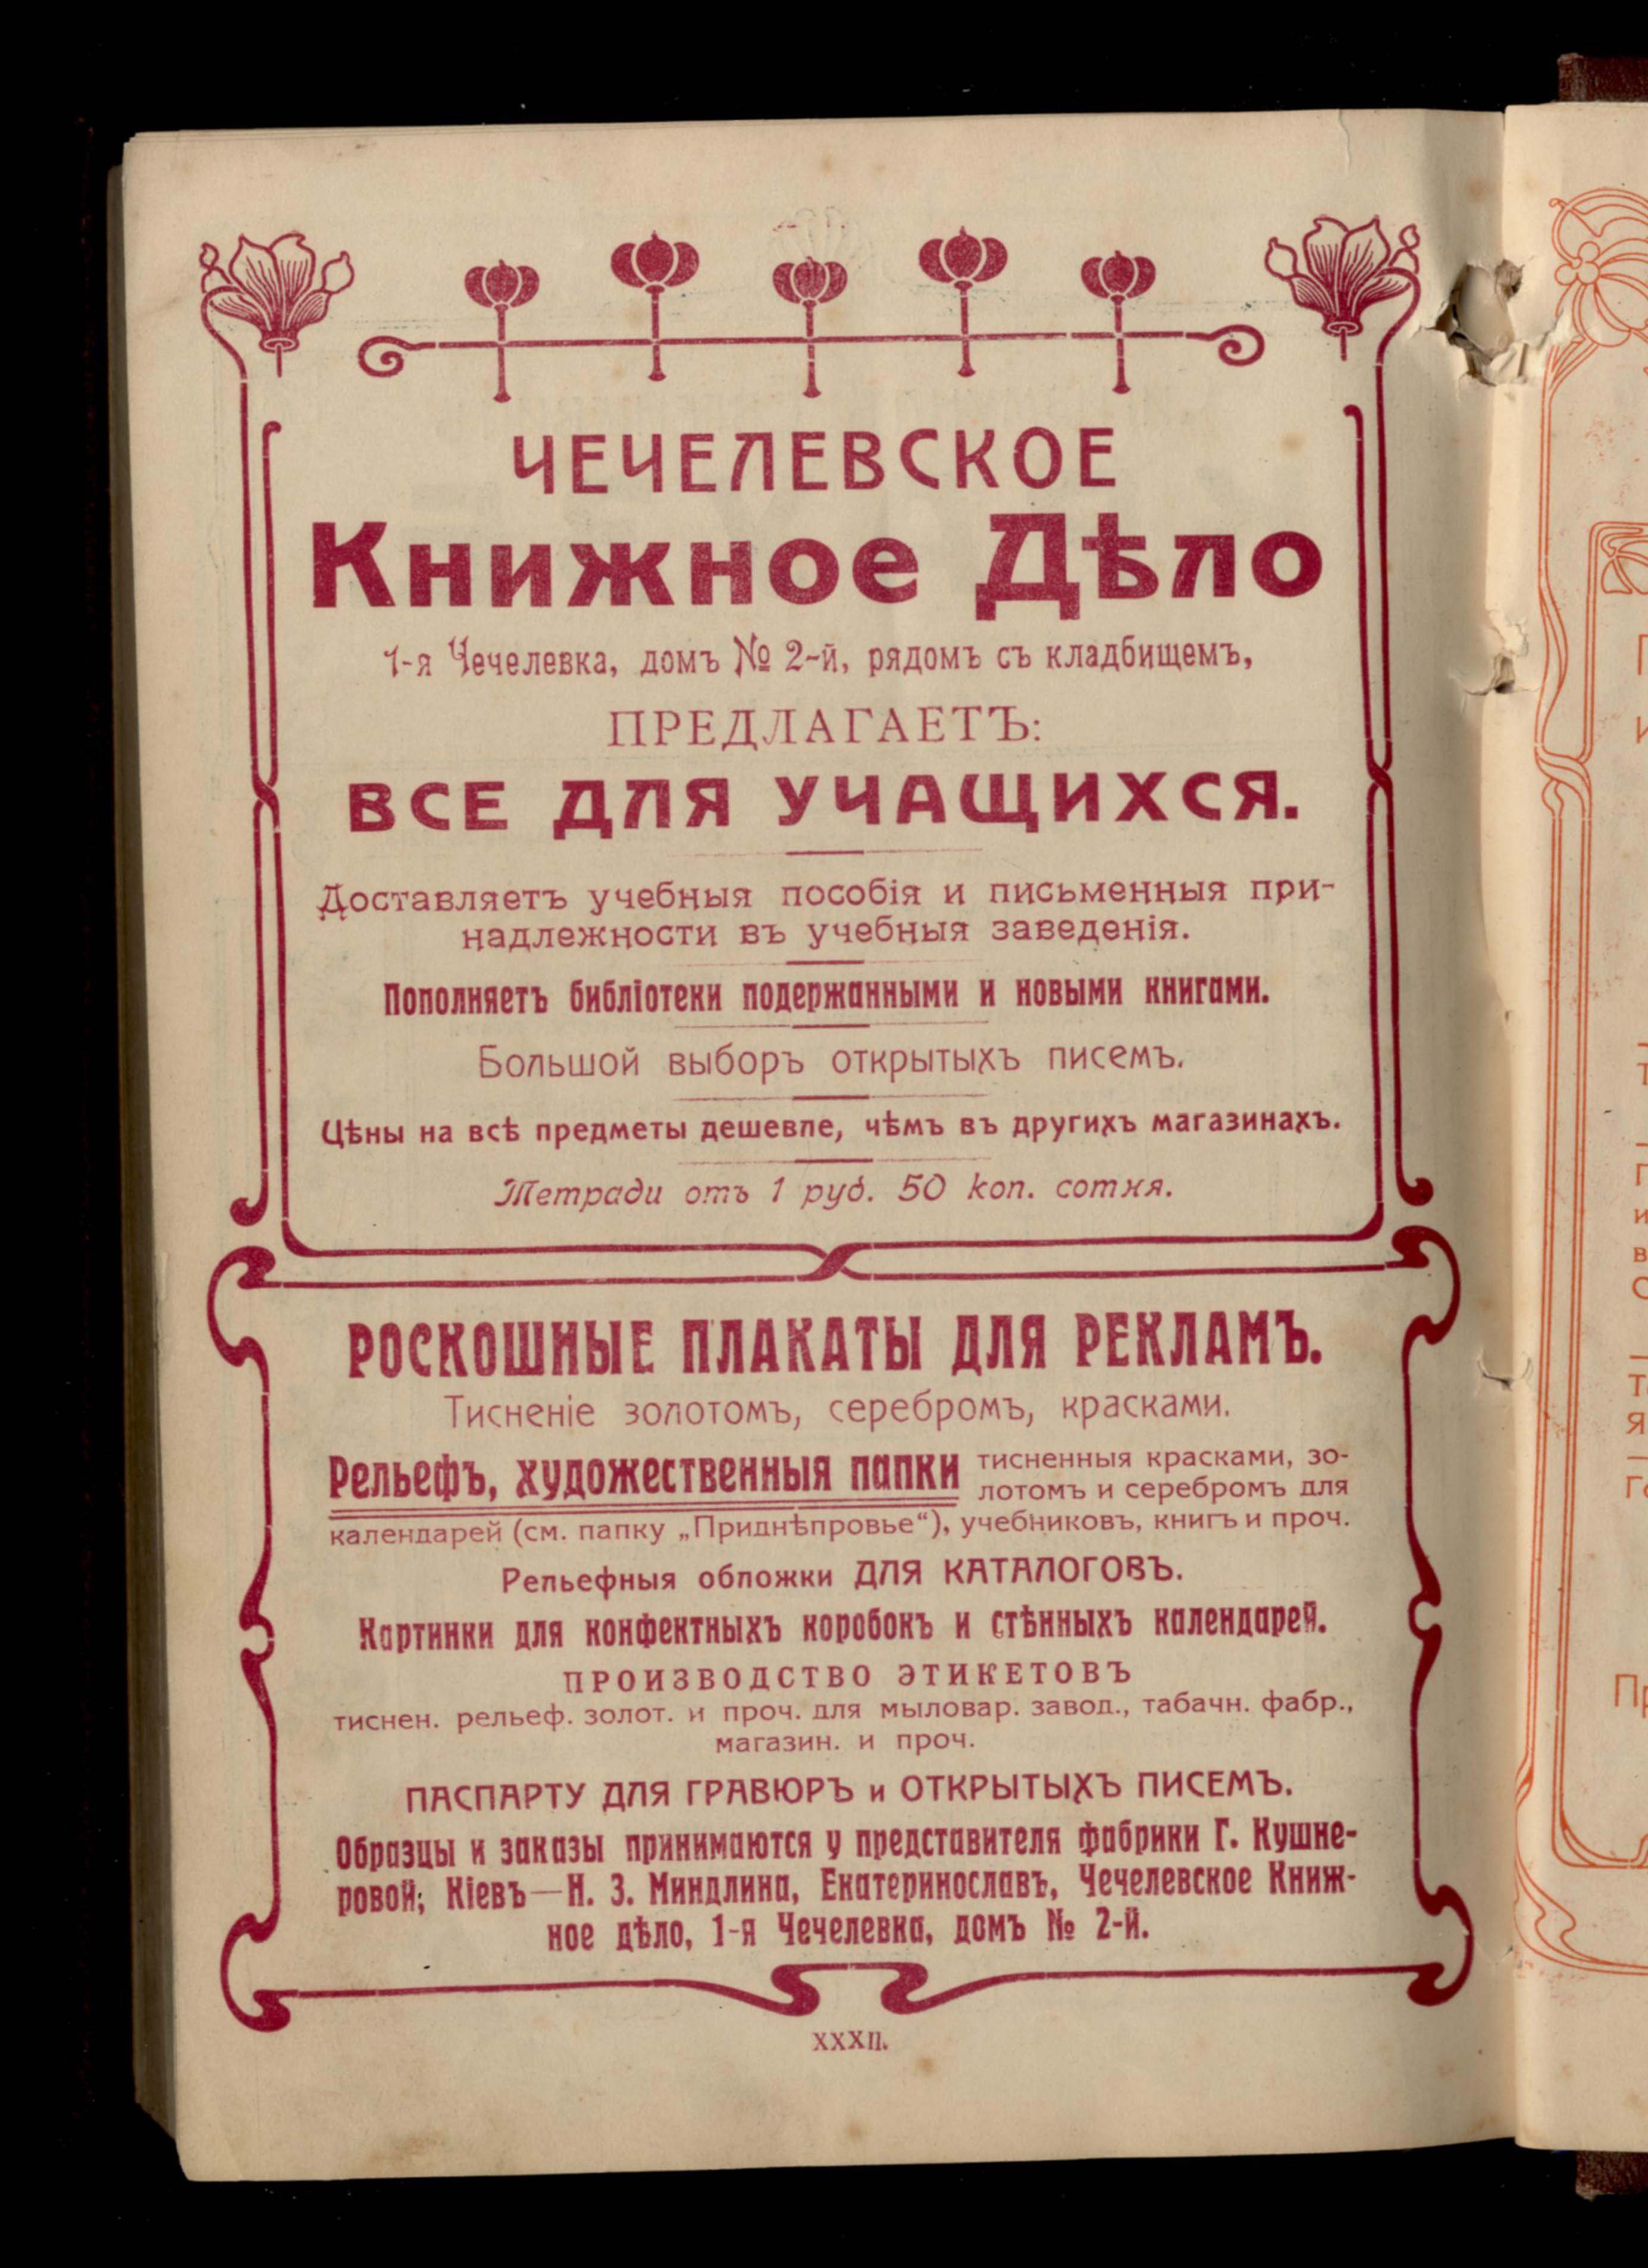 ЧЕЧЕЛЕВСКОЕ
Книжное Дѣло
1-я Чечелевка, домъ № 2-й, рядомъ съ кладбищемъ,
ПРЕДЛАГАЕТЪ:
ВСЕ ДЛЯ УЧАЩИХСЯ.
Доставляетъ учебныя пособія и письменныя при-
надлежности въ учебныя заведенія.
Пополняетъ библіотеки подержанными и новыми книгами.
Большой выборъ открытыхъ писемъ.
Цѣны на всѣ предметы дешевле, чѣмъ въ другихъ магазинахъ.
Тетради отъ 1 руб. 50 коп. сотня.
РОСКОШНЫЕ ПЛАКАТЫ ДЛЯ РЕКЛАМЪ.
Тисненіе золотомъ, серебромъ, красками.
Рельефъ, художественныя папки тисненныя красками, зо-
лотомъ и серебромъ для
календарей (см. папку „Приднѣпровье“), учебниковъ, книгъ и проч.
Рельефныя обложки ДЛЯ КАТАЛОГОВЪ.
Картинки для конфектныхъ коробокъ и стѣнныхъ календарей.
ПРОИЗВОДСТВО ЭТИКЕТОВЪ
тиснен. рельеф. золот. и проч. для мыловар. завод., табачн. фабр.,
магазин. и проч.
ПАСПАРТУ ДЛЯ ГРАВЮРЪ и ОТКРЫТЫХЪ ПИСЕМЪ.
Образцы и заказы принимаются у представителя фабрики Г. Кушне-
ровой; Кіевъ—Н. З. Миндлина, Екатеринославъ, Чечелевское Книж-
ное дѣло, 1-я Чечелевка, домъ № 2-й.
XXXII.